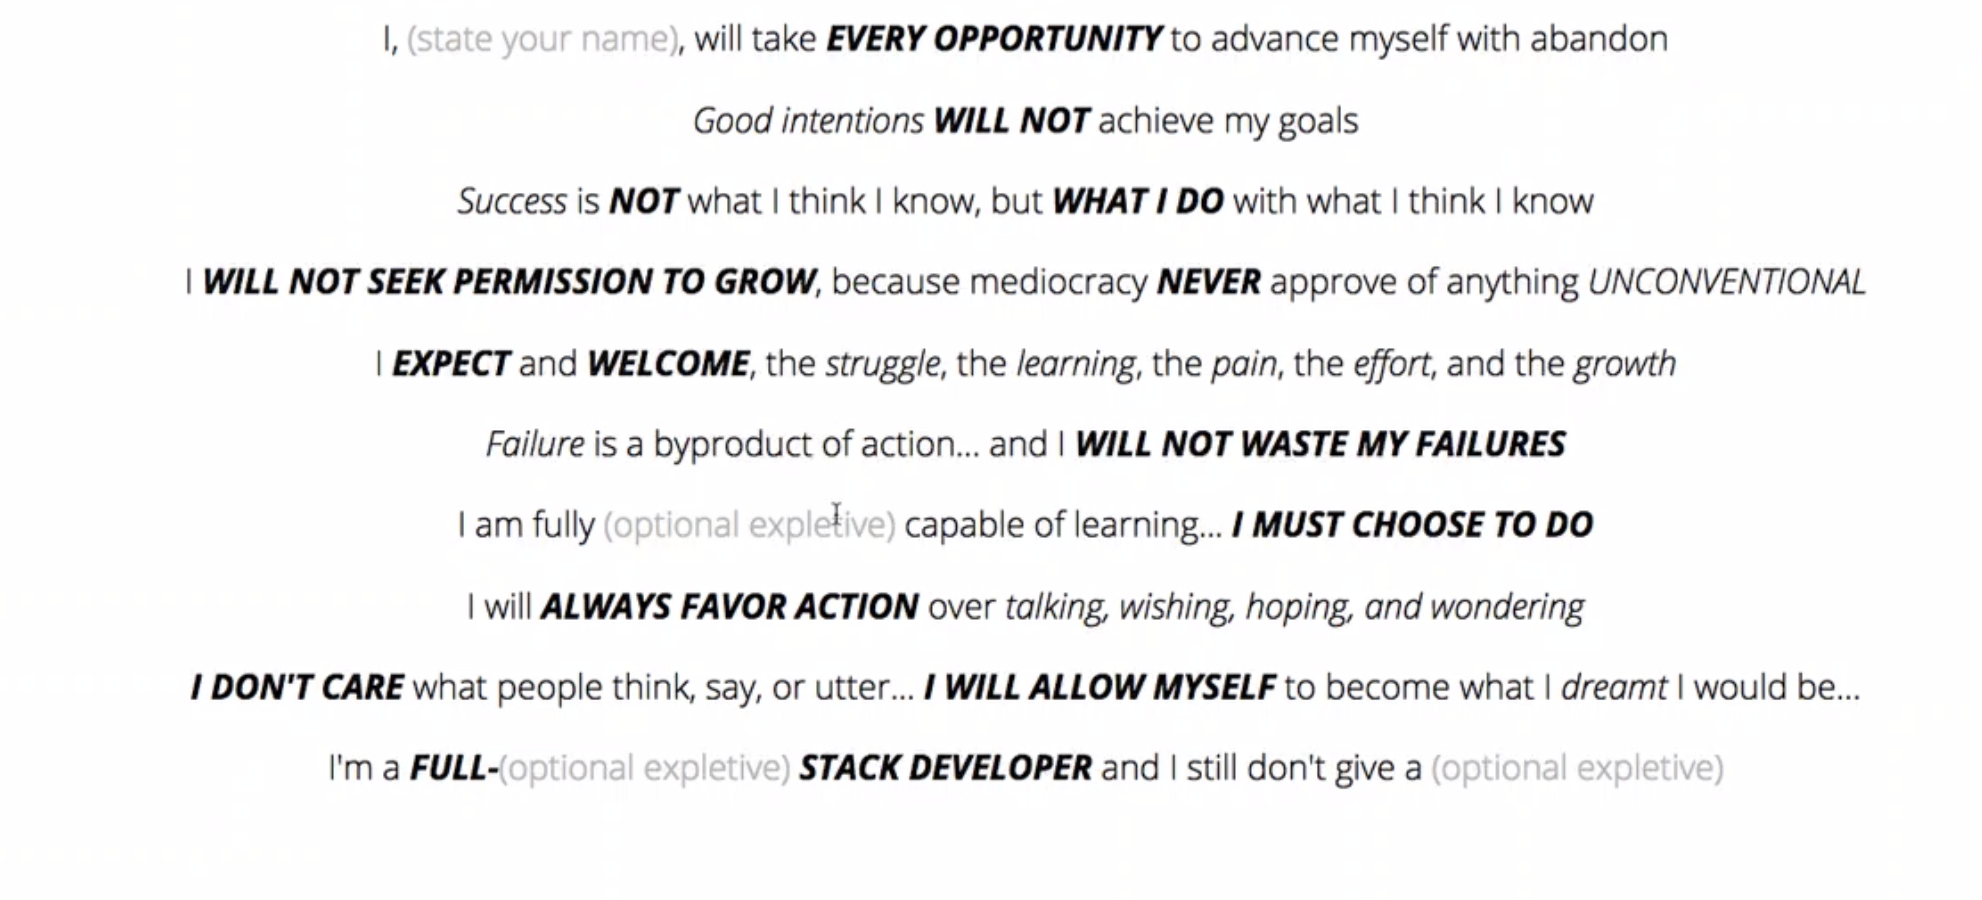 I, (state your name), will take EVERY OPPORTUNITY to advance myself with abandon
Good intentions WILL NOT achieve my goals
Success is NOT what I think I know, but WHAT I DO with what I think I know
I WILL NOT SEEK PERMISSION TO GROW, because mediocracy NEVER approve of anything UNCONVENTIONAL
I EXPECT and WELCOME, the struggle, the learning, the pain, the effort, and the growth
Failure is a byproduct of action... and I WILL NOT WASTE MY FAILURES
I am fully (optional expletive) capable of learning... I MUST CHOOSE TO DO
I will ALWAYS FAVOR ACTION over talking, wishing, hoping, and wondering
I DON'T CARE what people think, say, or utter... I WILL ALLOW MYSELF to become what I dreamt I would be...
I'm a FULL-(optional expletive) STACK DEVELOPER and I still don't give a (optional expletive)